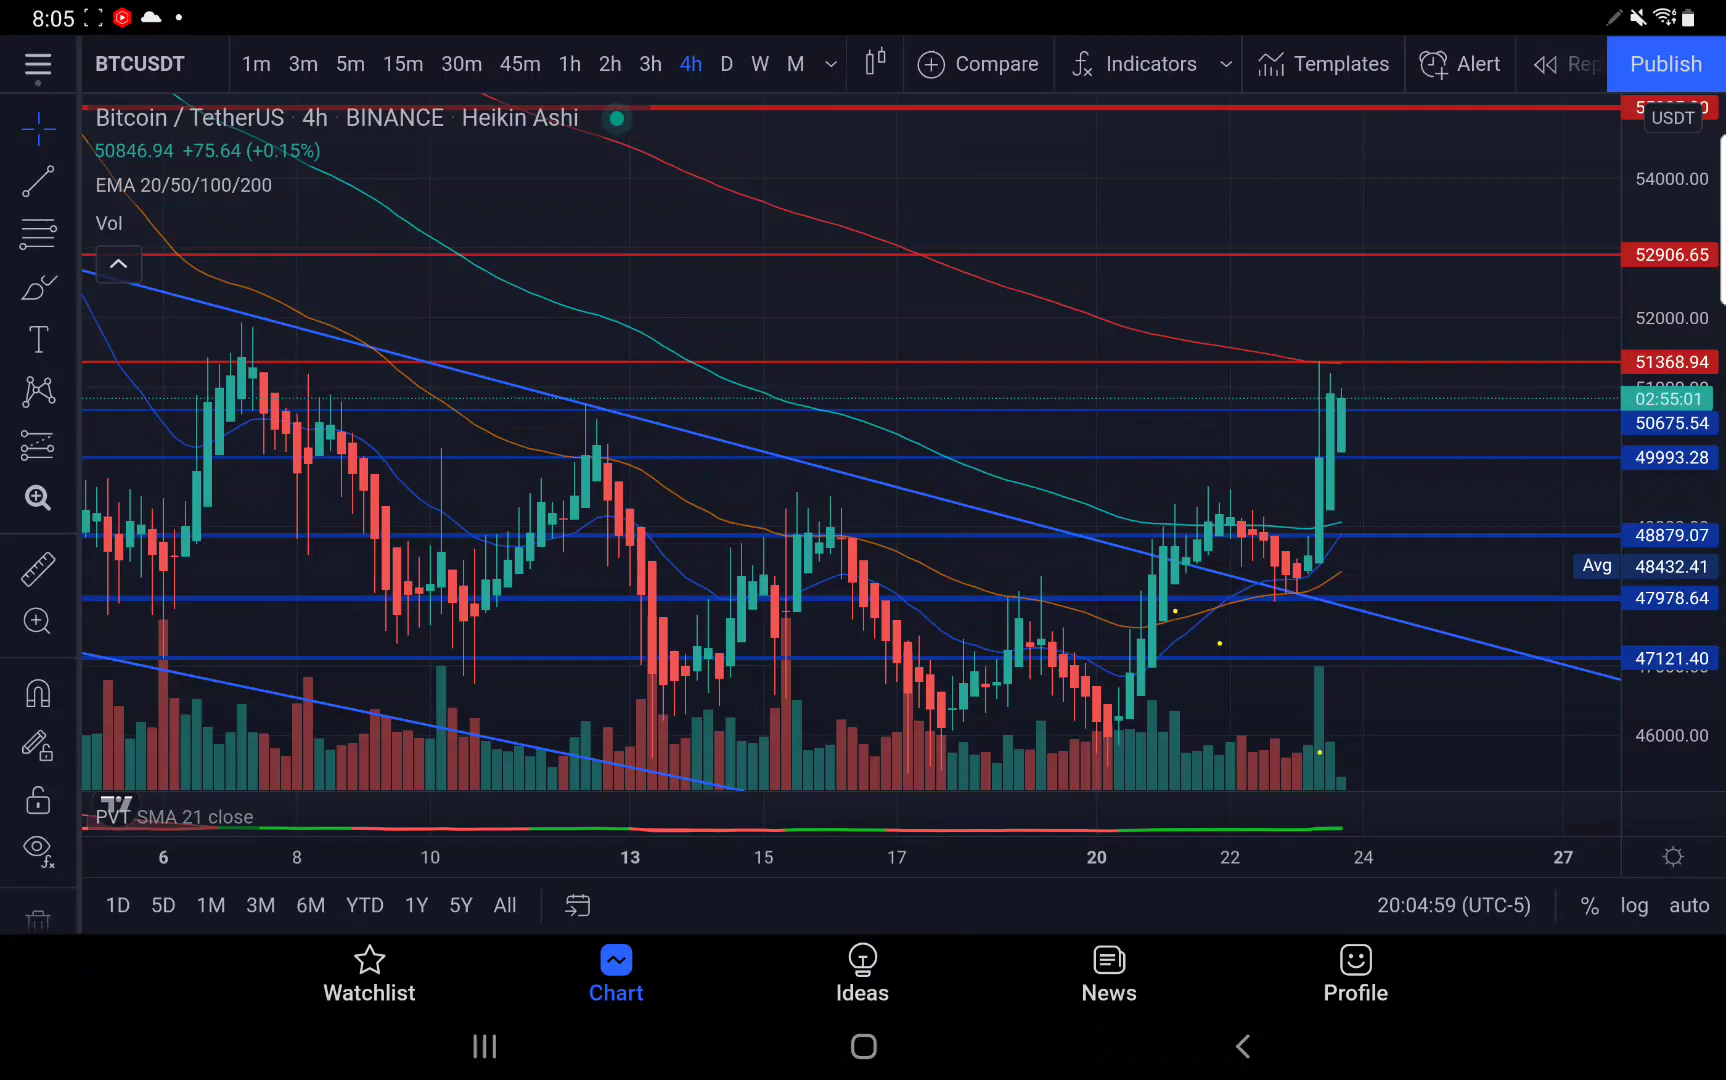 8:05
BTCUSDT 1m 3m 5m 15m 30m 45m 1h 2h 3h 4h D W M Compare Indicators Templates Alert Rep Publish
Bitcoin / TetherUS 4h BINANCE Heikin Ashi
50846.94 +75.64 (+0.15%)
EMA 20/50/100/200
Vol
USDT
54000.00
52906.65
52000.00
51368.94
02:55:01
50675.54
49993.28
48879.07
Avg 48432.41
47978.64
47121.40
46000.00
PVT SMA 21 close
6 8 10 13 15 17 20 22 24 27
1D 5D 1M 3M 6M YTD 1Y 5Y All 20:04:59 (UTC-5) % log auto
Watchlist Chart Ideas News Profile